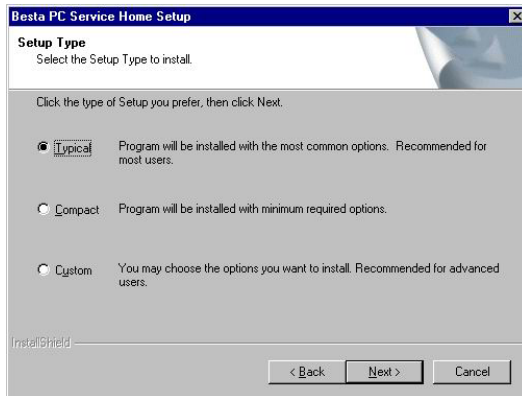 Besta PC Service Home Setup
Setup Type
Select the Setup Type to install.
Click the type of Setup you prefer, then click Next.
Typical
Program will be installed with the most common options. Recommended for
most users.
Compact
Program will be installed with minimum required options.
Custom
You may choose the options you want to install. Recommended for advanced
users.
InstallShield
< Back
Next >
Cancel